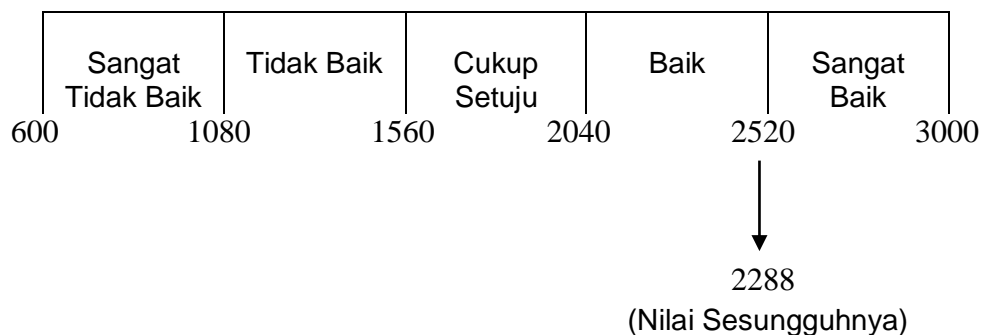 Sangat Tidak Baik Cukup Baik Sangat
Tidak Baik Setuju Baik
600 1080 1560 2040 2520 3000
2288
(Nilai Sesungguhnya)